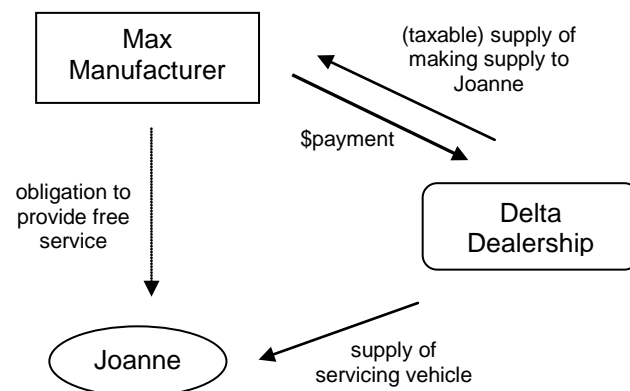 Max
Manufacturer
(taxable) supply of
making supply to
Joanne
$payment
obligation to
provide free
service
Delta
Dealership
Joanne
supply of
servicing vehicle